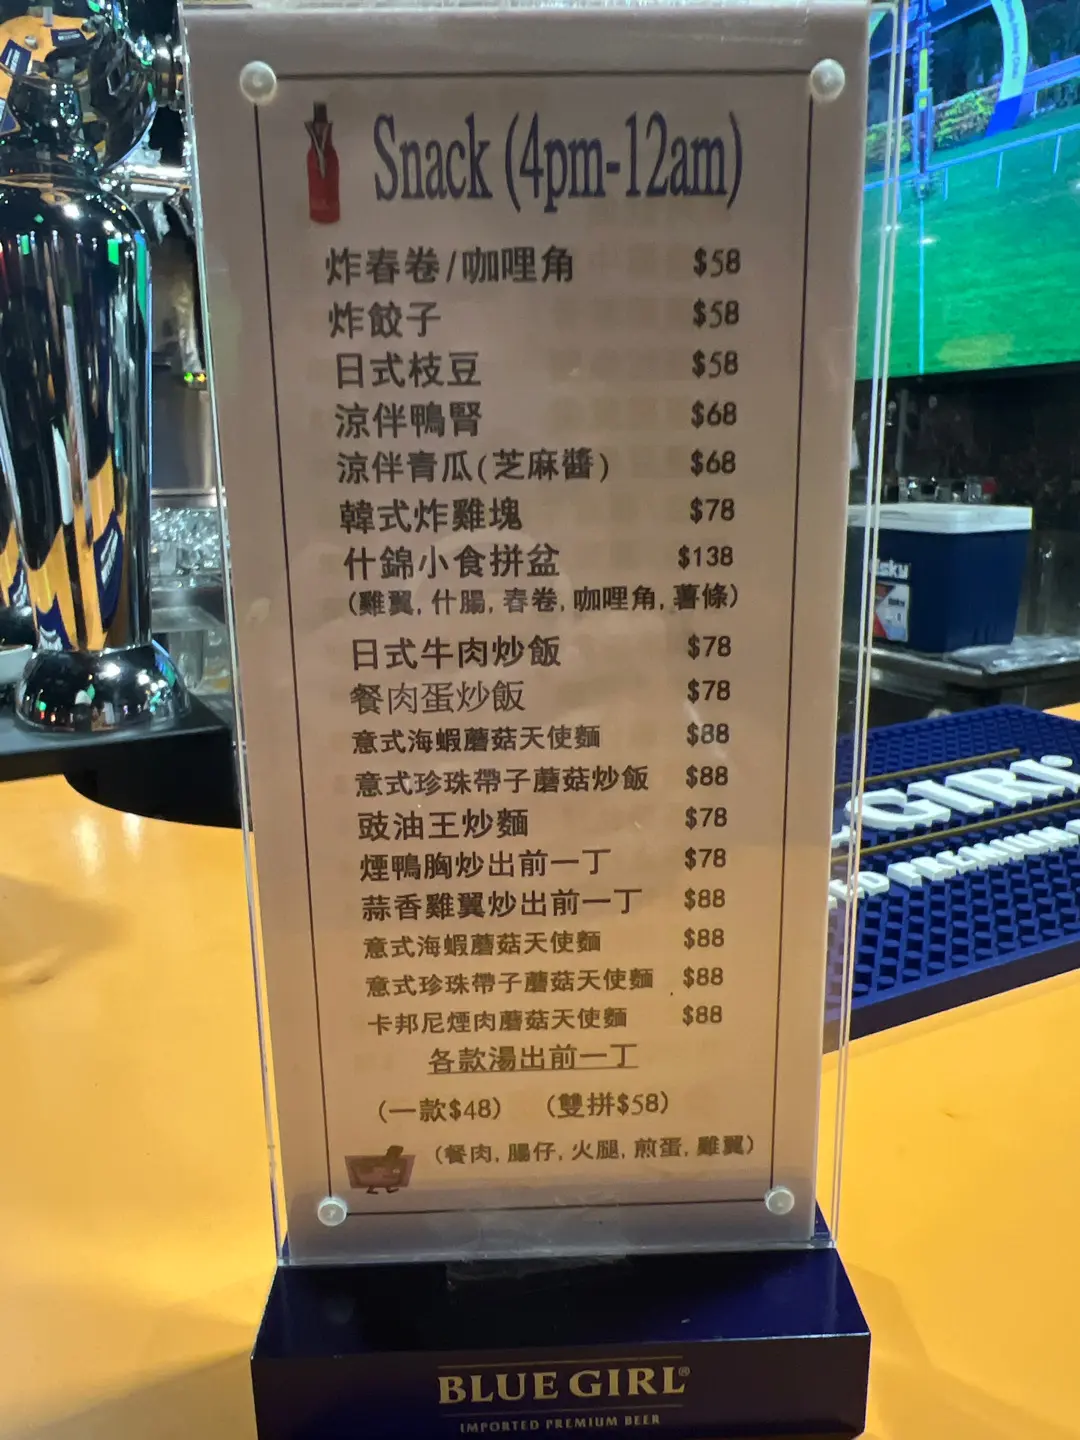 Snack (4pm-12am)
炸春卷/咖哩角 $58
炸餃子 $58
日式枝豆 $58
涼伴鴨腎 $68
涼伴青瓜(芝麻醬) $68
韓式炸雞塊 $78
什錦小食拼盆 $138
(雞翼, 什腸, 春卷, 咖哩角, 薯條)
日式牛肉炒飯 $78
餐肉蛋炒飯 $78
意式海蝦蘑菇天使麵 $88
意式珍珠帶子蘑菇炒飯 $88
豉油王炒麵 $78
煙鴨胸炒出前一丁 $78
蒜香雞翼炒出前一丁 $88
意式海蝦蘑菇天使麵 $88
意式珍珠帶子蘑菇天使麵 $88
卡邦尼煙肉蘑菇天使麵 $88
各款湯出前一丁
(一款$48) (雙拼$58)
(餐肉, 腸仔, 火腿, 煎蛋, 雞翼)
BLUE GIRL®
IMPORTED PREMIUM BEER
GIRL®
PREMIUM